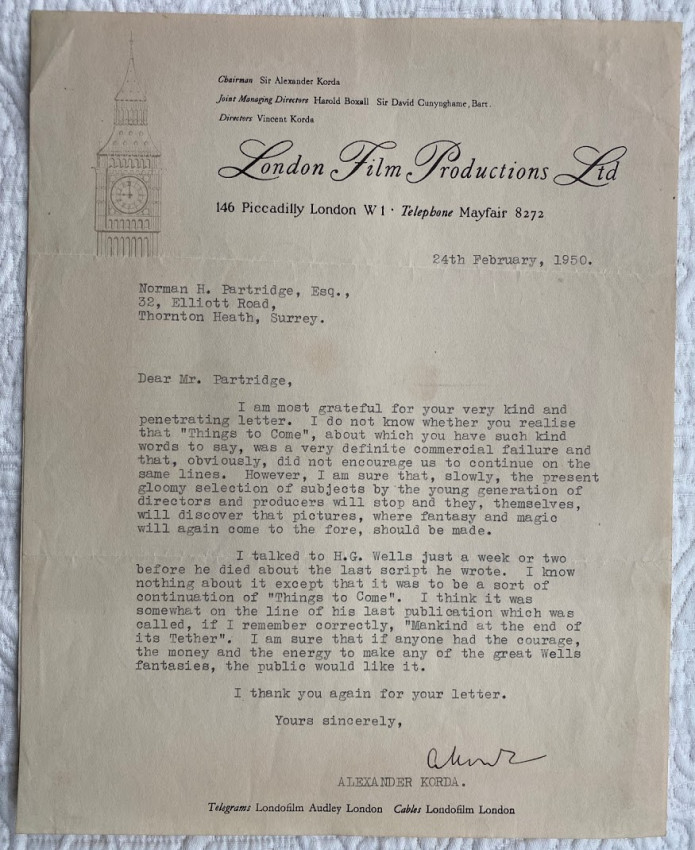 Chairman Sir Alexander Korda
Joint Managing Directors Harold Boxall Sir David Cunynghame, Bart.
Directors Vincent Korda
London Film Productions Ltd
146 Piccadilly London W1 · Telephone Mayfair 8272
24th February, 1950.
Norman H. Partridge, Esq.,
32, Elliott Road,
Thornton Heath, Surrey.
Dear Mr. Partridge,
I am most grateful for your very kind and
penetrating letter. I do not know whether you realise
that "Things to Come", about which you have such kind
words to say, was a very definite commercial failure and
that, obviously, did not encourage us to continue on the
same lines. However, I am sure that, slowly, the present
gloomy selection of subjects by the young generation of
directors and producers will stop and they, themselves,
will discover that pictures, where fantasy and magic
will again come to the fore, should be made.
I talked to H.G. Wells just a week or two
before he died about the last script he wrote. I know
nothing about it except that it was to be a sort of
continuation of "Things to Come". I think it was
somewhat on the line of his last publication which was
called, if I remember correctly, "Mankind at the end of
its Tether". I am sure that if anyone had the courage,
the money and the energy to make any of the great Wells
fantasies, the public would like it.
I thank you again for your letter.
Yours sincerely,
ALEXANDER KORDA.
Telegrams Londofilm Audley London Cables Londofilm London